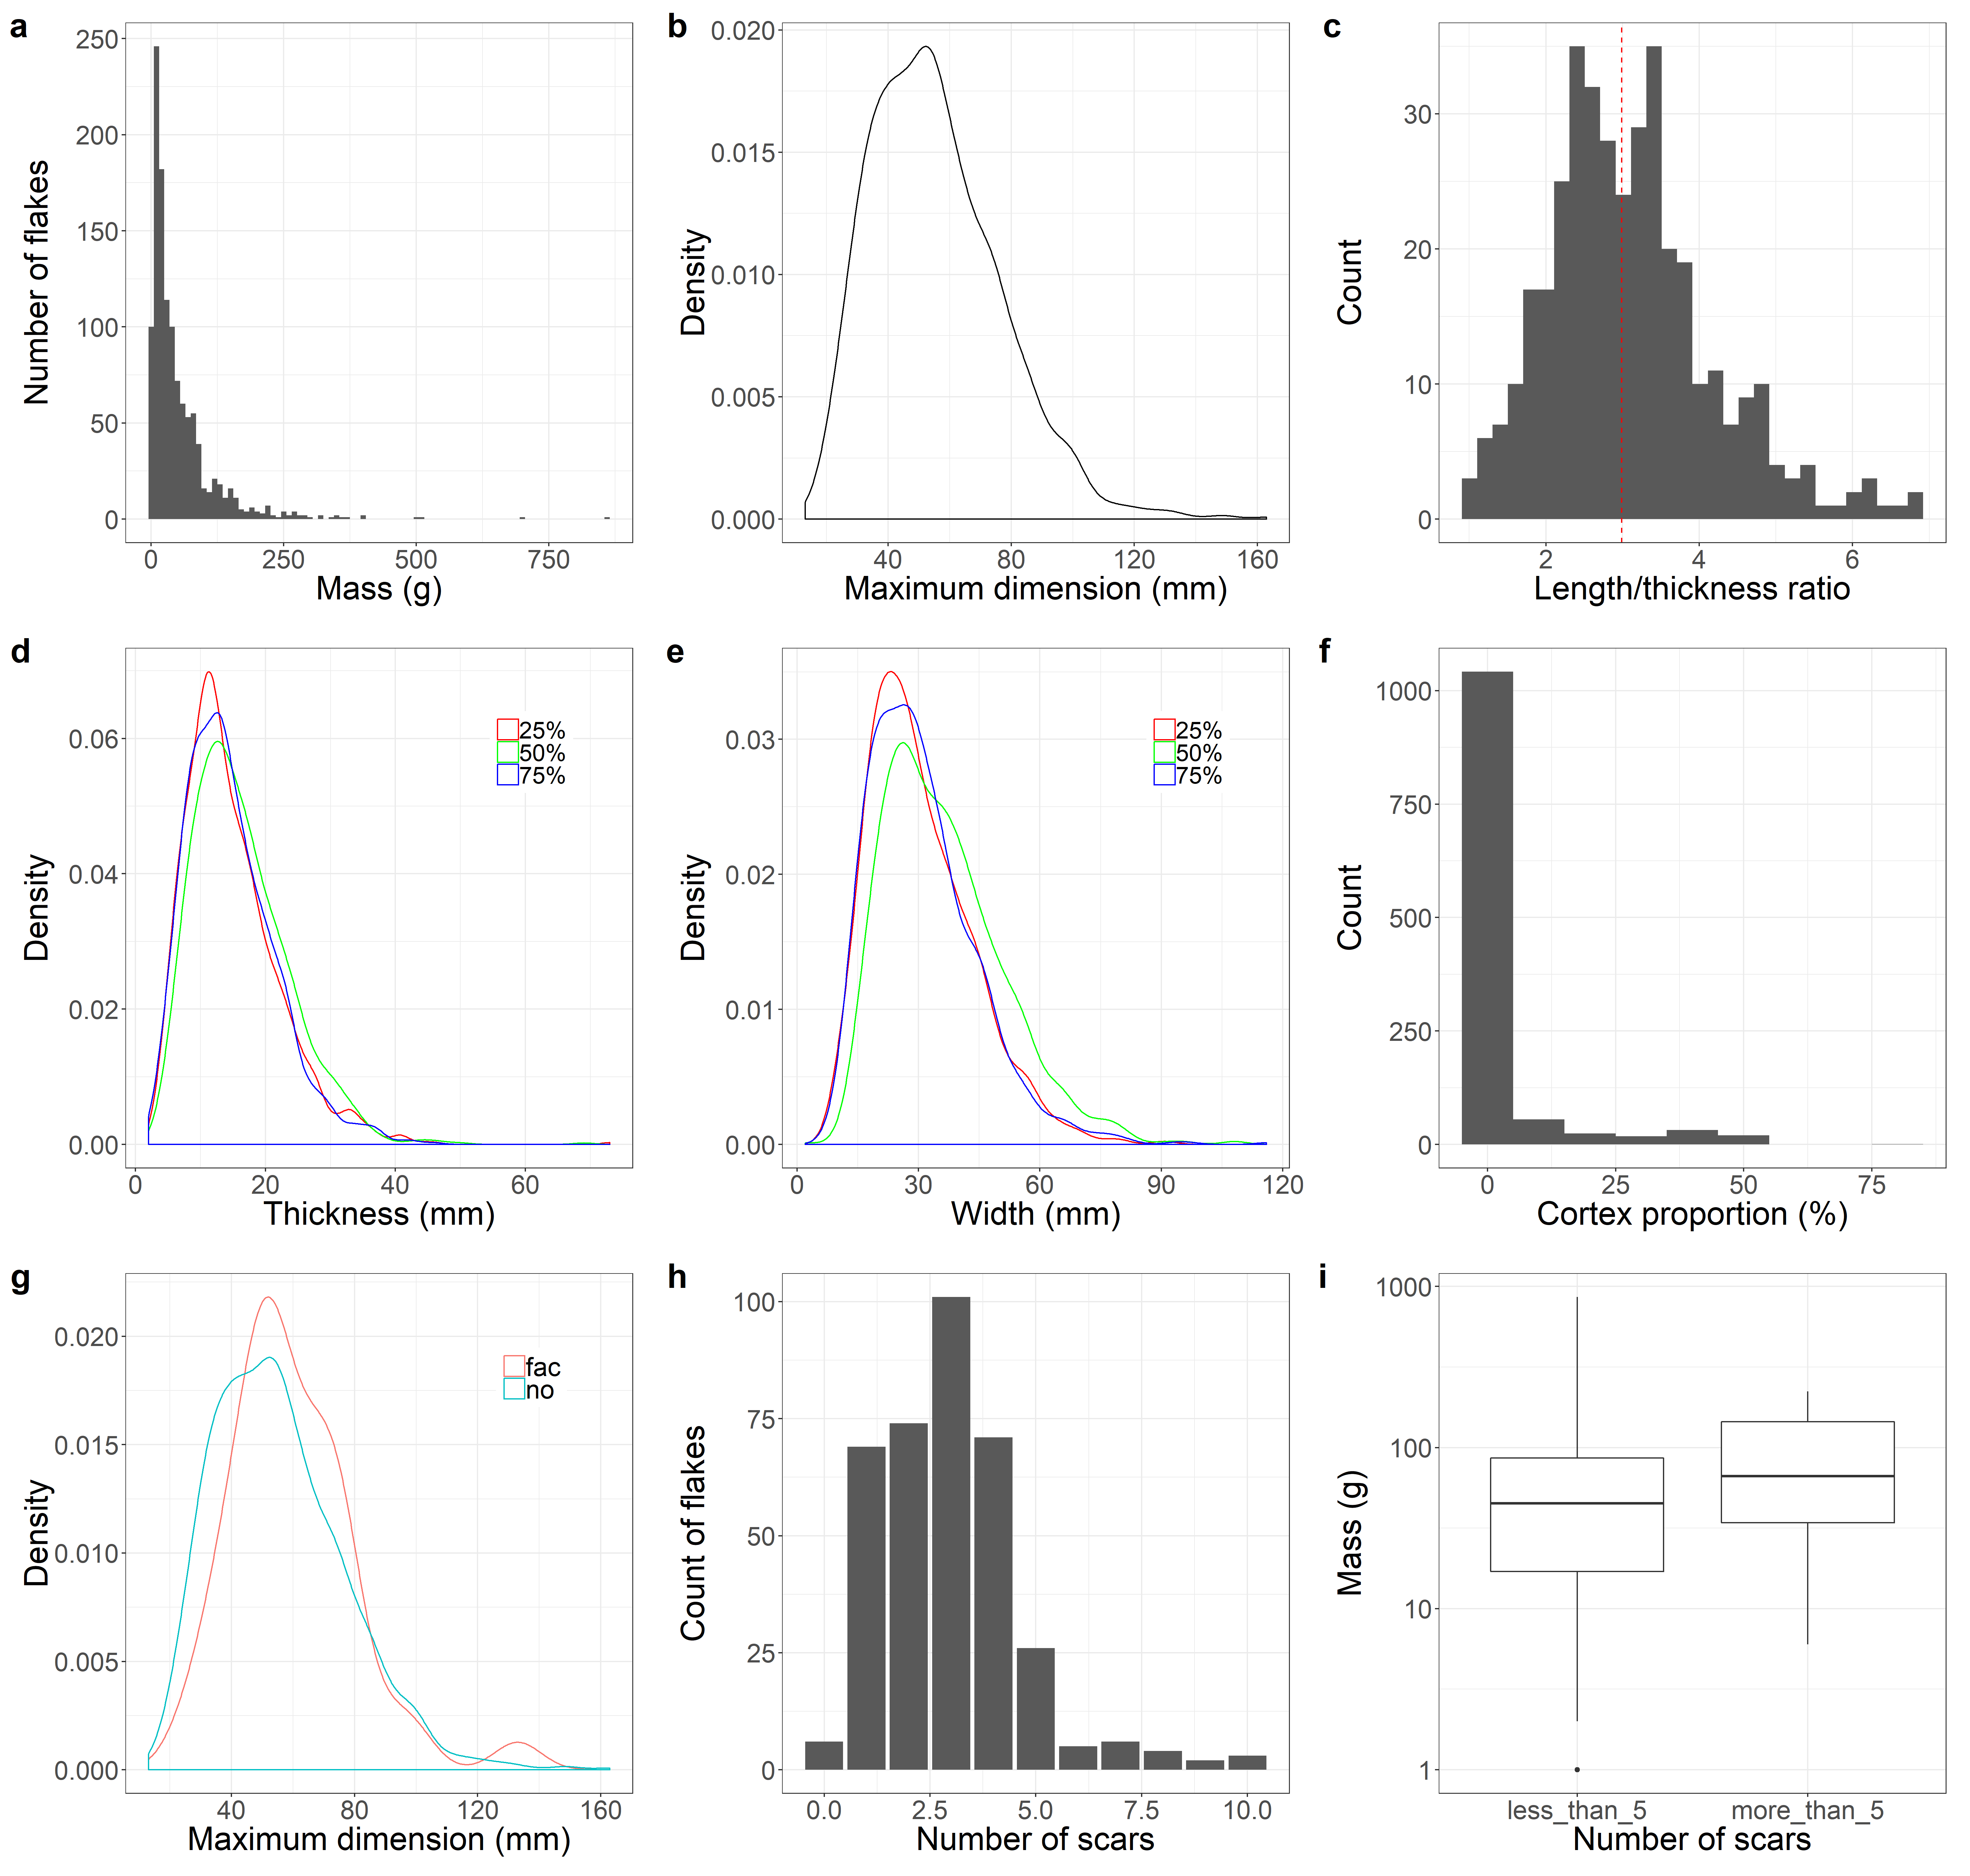 a
250
200
150
100
50
0
Number of flakes
0 250 500 750
Mass (g)
b
0.020
0.015
0.010
0.005
0.000
Density
40 80 120 160
Maximum dimension (mm)
c
30
20
10
0
Count
2 4 6
Length/thickness ratio
d
0.06
0.04
0.02
0.00
Density
25%
50%
75%
0 20 40 60
Thickness (mm)
e
0.03
0.02
0.01
0.00
Density
25%
50%
75%
0 30 60 90 120
Width (mm)
f
1000
750
500
250
0
Count
0 25 50 75
Cortex proportion (%)
g
0.020
0.015
0.010
0.005
0.000
Density
fac
no
40 80 120 160
Maximum dimension (mm)
h
100
75
50
25
0
Count of flakes
0.0 2.5 5.0 7.5 10.0
Number of scars
i
1000
100
10
1
Mass (g)
less_than_5 more_than_5
Number of scars